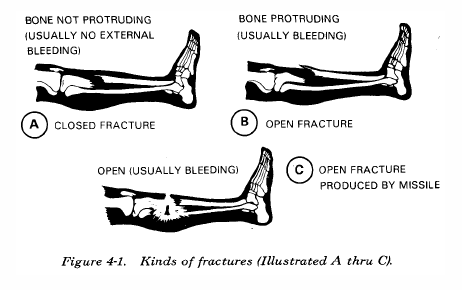 BONE NOT PROTRUDING
(USUALLY NO EXTERNAL
BLEEDING)
BONE PROTRUDING
(USUALLY BLEEDING)
A CLOSED FRACTURE
B OPEN FRACTURE
OPEN (USUALLY BLEEDING)
C OPEN FRACTURE
PRODUCED BY MISSILE
Figure 4-1. Kinds of fractures (Illustrated A thru C).